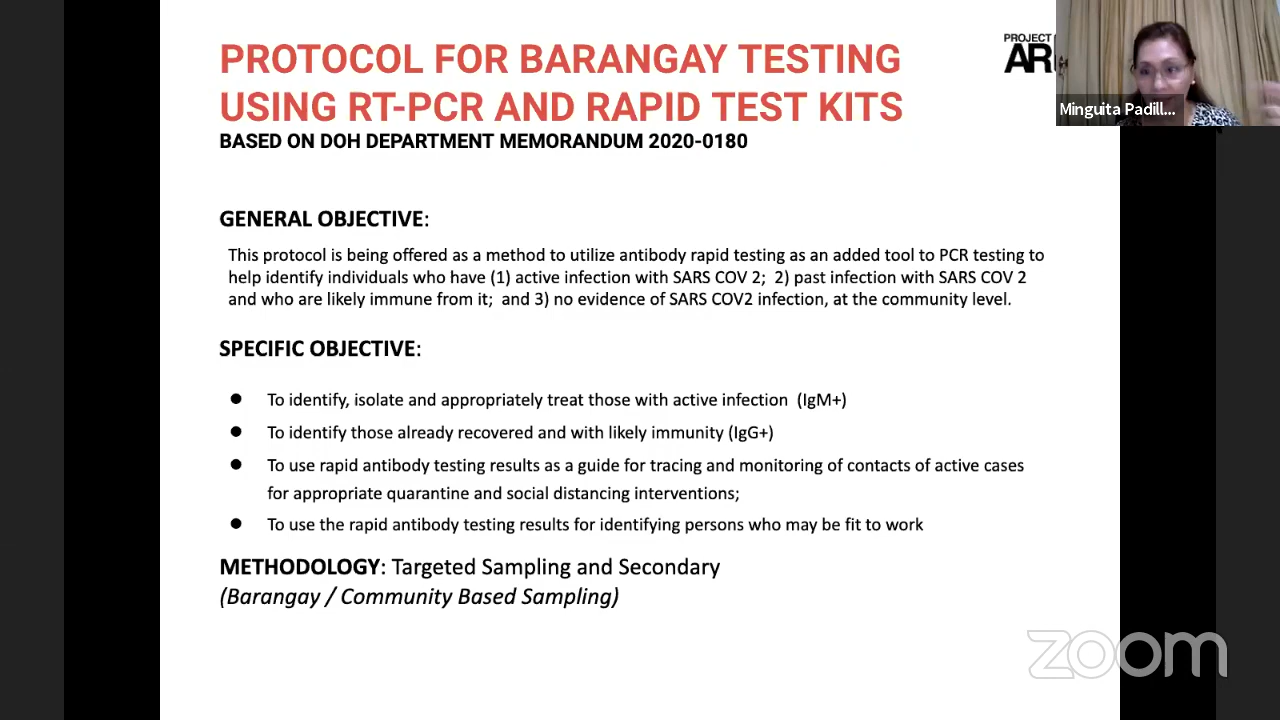 PROTOCOL FOR BARANGAY TESTING
USING RT-PCR AND RAPID TEST KITS
BASED ON DOH DEPARTMENT MEMORANDUM 2020-0180
PROJECT
AR
Minguita Padill...
GENERAL OBJECTIVE:
This protocol is being offered as a method to utilize antibody rapid testing as an added tool to PCR testing to
help identify individuals who have (1) active infection with SARS COV 2; 2) past infection with SARS COV 2
and who are likely immune from it; and 3) no evidence of SARS COV2 infection, at the community level.
SPECIFIC OBJECTIVE:
● To identify, isolate and appropriately treat those with active infection (IgM+)
● To identify those already recovered and with likely immunity (IgG+)
● To use rapid antibody testing results as a guide for tracing and monitoring of contacts of active cases
for appropriate quarantine and social distancing interventions;
● To use the rapid antibody testing results for identifying persons who may be fit to work
METHODOLOGY: Targeted Sampling and Secondary
(Barangay / Community Based Sampling)
zoom